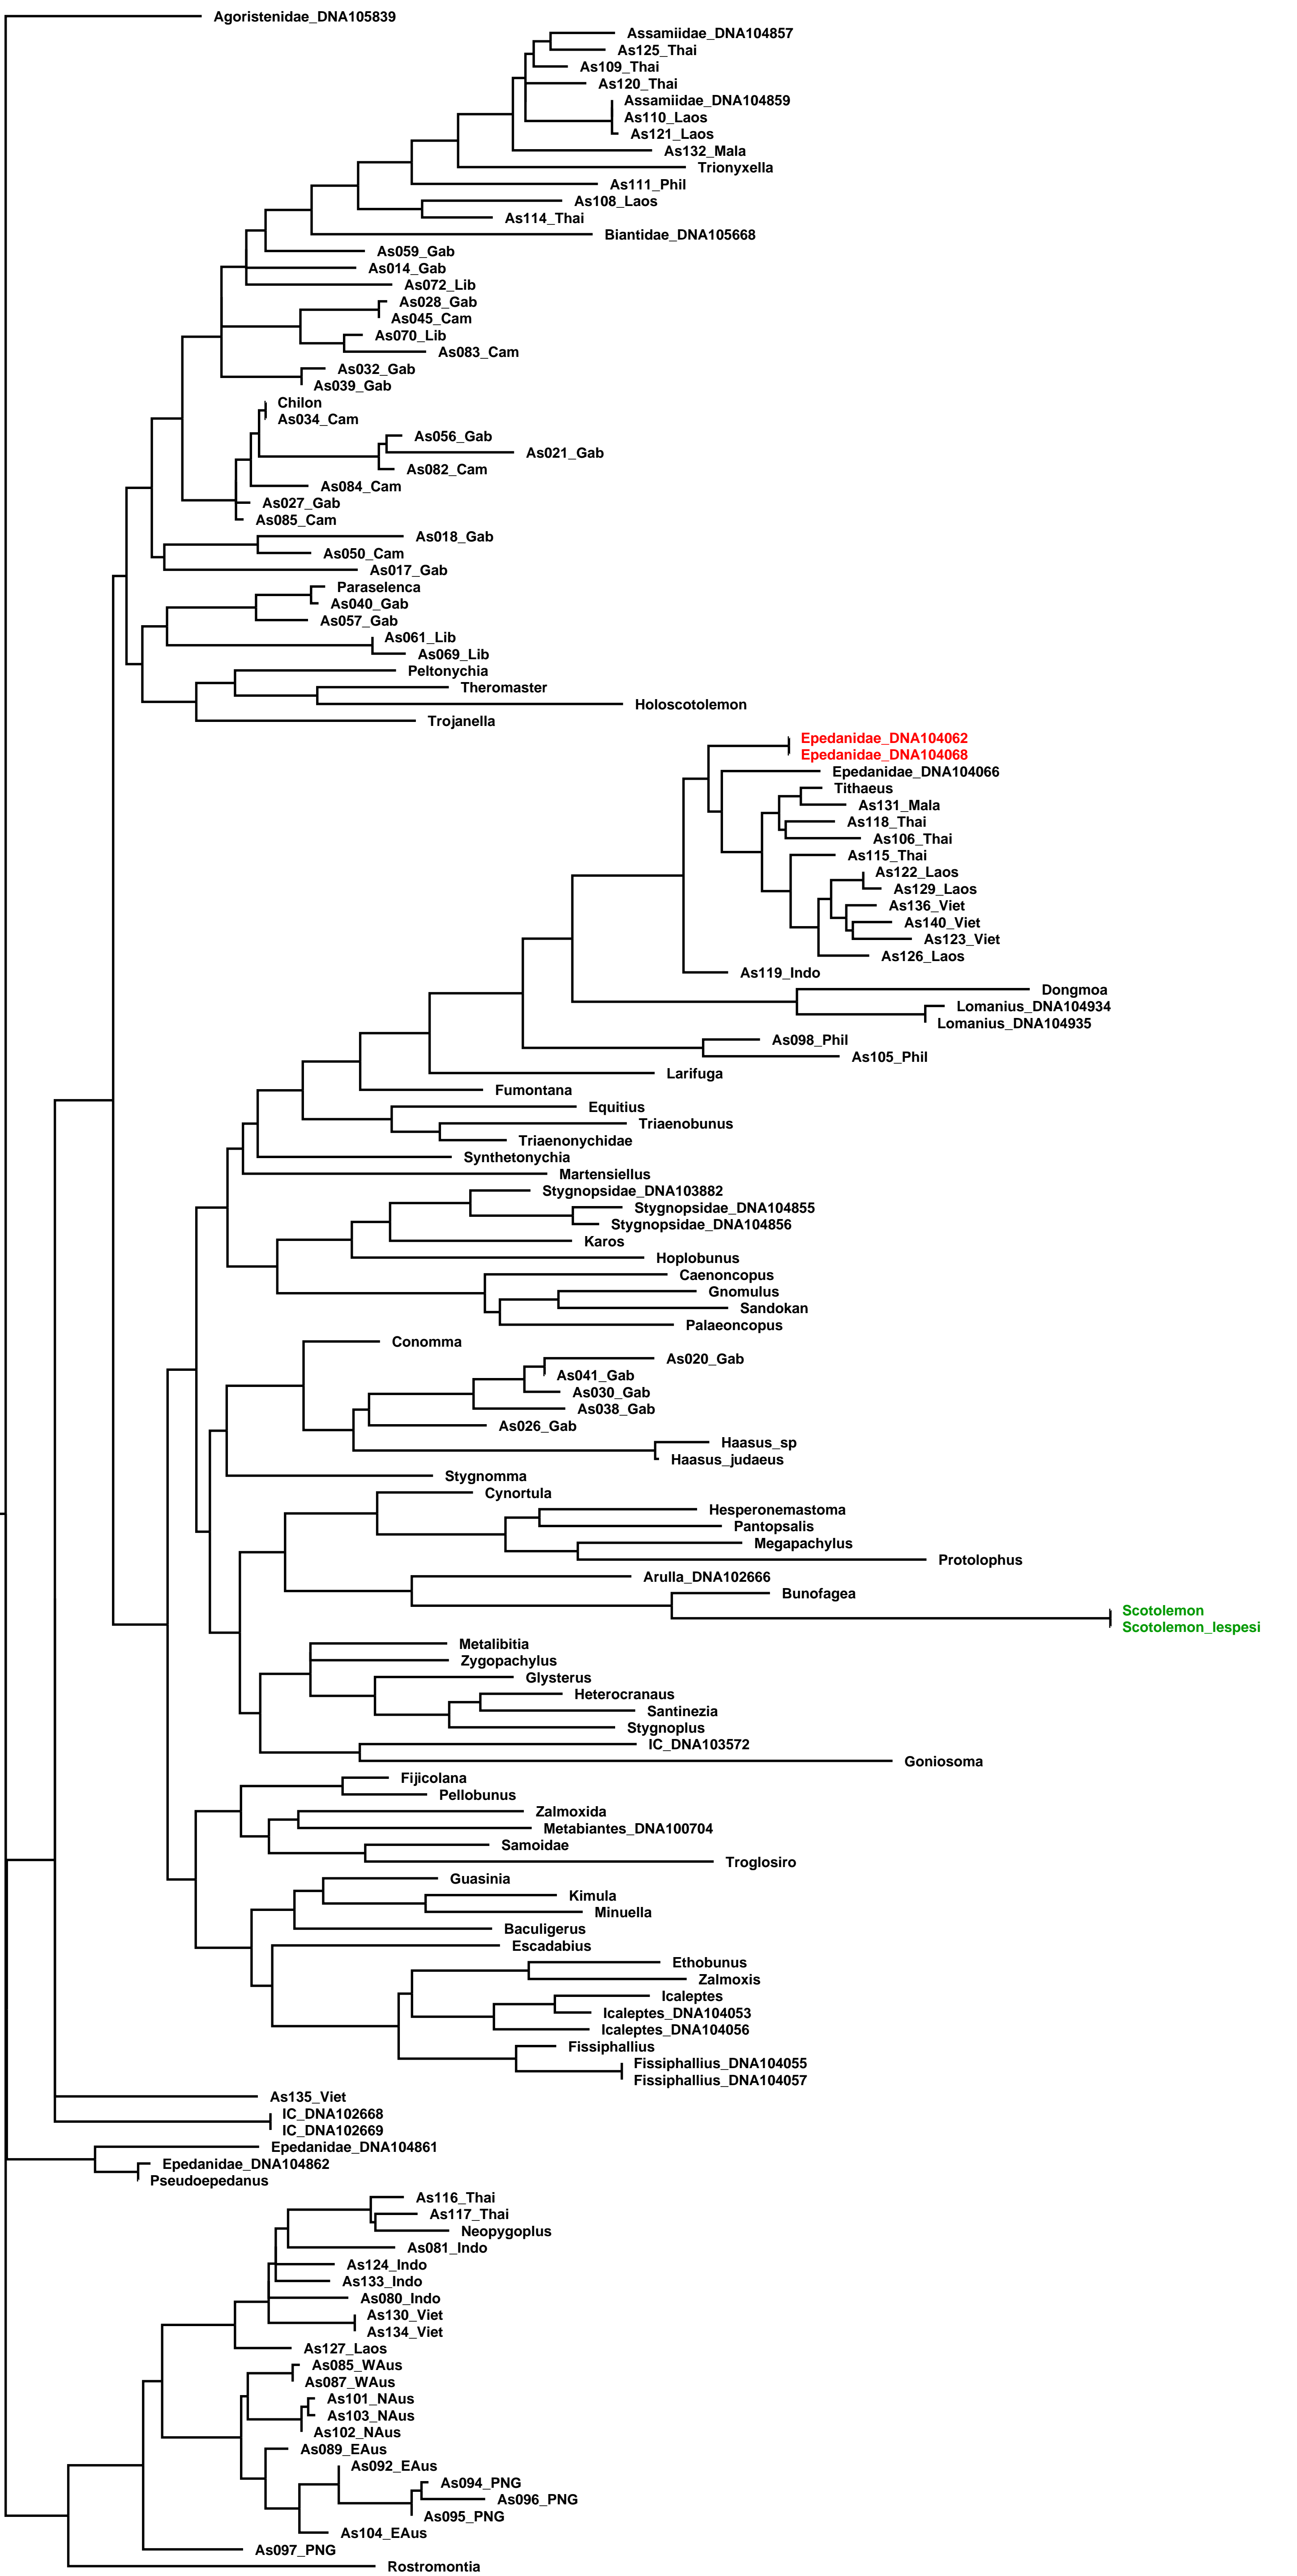 Agoristenidae_DNA105839
Assamiidae_DNA104857
As125_Thai
As109_Thai
As120_Thai
Assamiidae_DNA104859
As110_Laos
As121_Laos
As132_Mala
Trionyxella
As111_Phil
As108_Laos
As114_Thai
Biantidae_DNA105668
As059_Gab
As014_Gab
As072_Lib
As028_Gab
As045_Cam
As070_Lib
As083_Cam
As032_Gab
As039_Gab
Chilon
As034_Cam
As056_Gab
As021_Gab
As082_Cam
As084_Cam
As027_Gab
As085_Cam
As018_Gab
As050_Cam
As017_Gab
Paraselenca
As040_Gab
As057_Gab
As061_Lib
As069_Lib
Peltonychia
Theromaster
Holoscotolemon
Trojanella
Epedanidae_DNA104062
Epedanidae_DNA104068
Epedanidae_DNA104066
Tithaeus
As131_Mala
As118_Thai
As106_Thai
As115_Thai
As122_Laos
As129_Laos
As136_Viet
As140_Viet
As123_Viet
As126_Laos
As119_Indo
Dongmoa
Lomanius_DNA104934
Lomanius_DNA104935
As098_Phil
As105_Phil
Larifuga
Fumontana
Equitius
Triaenobunus
Triaenonychidae
Synthetonychia
Martensiellus
Stygnopsidae_DNA103882
Stygnopsidae_DNA104855
Stygnopsidae_DNA104856
Karos
Hoplobunus
Caenoncopus
Gnomulus
Sandokan
Palaeoncopus
Conomma
As020_Gab
As041_Gab
As030_Gab
As038_Gab
As026_Gab
Haasus_sp
Haasus_judaeus
Stygnomma
Cynortula
Hesperonemastoma
Pantopsalis
Megapachylus
Protolophus
Arulla_DNA102666
Bunofagea
Scotolemon
Scotolemon_lespesi
Metalibitia
Zygopachylus
Glysterus
Heterocranaus
Santinezia
Stygnoplus
IC_DNA103572
Goniosoma
Fijicolana
Pellobunus
Zalmoxida
Metabiantes_DNA100704
Samoidae
Troglosiro
Guasinia
Kimula
Minuella
Baculigerus
Escadabius
Ethobunus
Zalmoxis
Icaleptes
Icaleptes_DNA104053
Icaleptes_DNA104056
Fissiphallius
Fissiphallius_DNA104055
Fissiphallius_DNA104057
As135_Viet
IC_DNA102668
IC_DNA102669
Epedanidae_DNA104861
Epedanidae_DNA104862
Pseudoepedanus
As116_Thai
As117_Thai
Neopygoplus
As081_Indo
As124_Indo
As133_Indo
As080_Indo
As130_Viet
As134_Viet
As127_Laos
As085_WAus
As087_WAus
As101_NAus
As103_NAus
As102_NAus
As089_EAus
As092_EAus
As094_PNG
As096_PNG
As095_PNG
As104_EAus
As097_PNG
Rostromontia